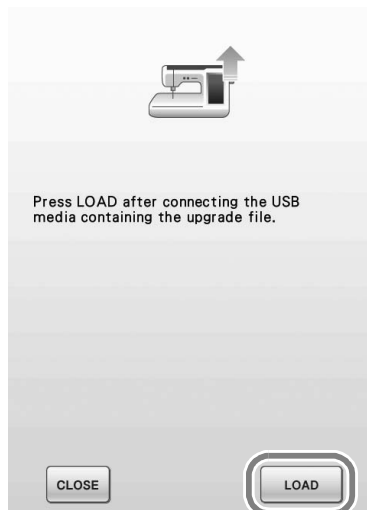 Press LOAD after connecting the USB
media containing the upgrade file.
CLOSE
LOAD